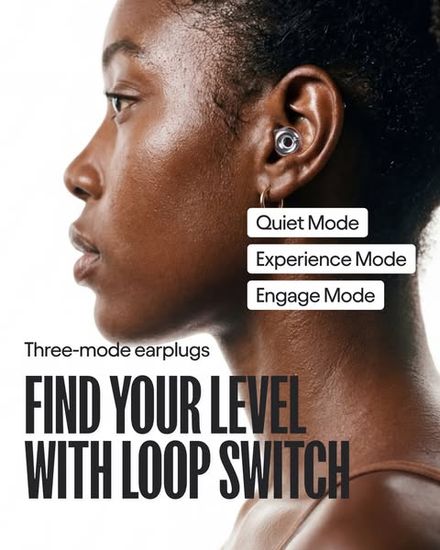 Quiet Mode
Experience Mode
Engage Mode
Three-mode earplugs
FIND YOUR LEVEL
WITH LOOP SWITCH